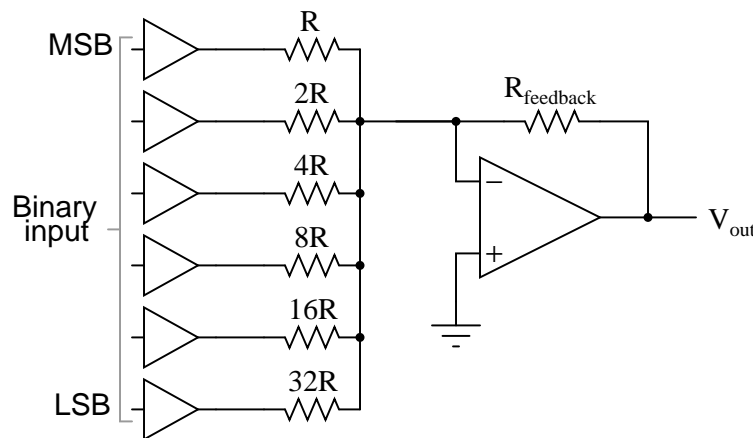 MSB
R
2R
R feedback
4R
Binary
input
8R
16R
LSB
32R
−
+
V out